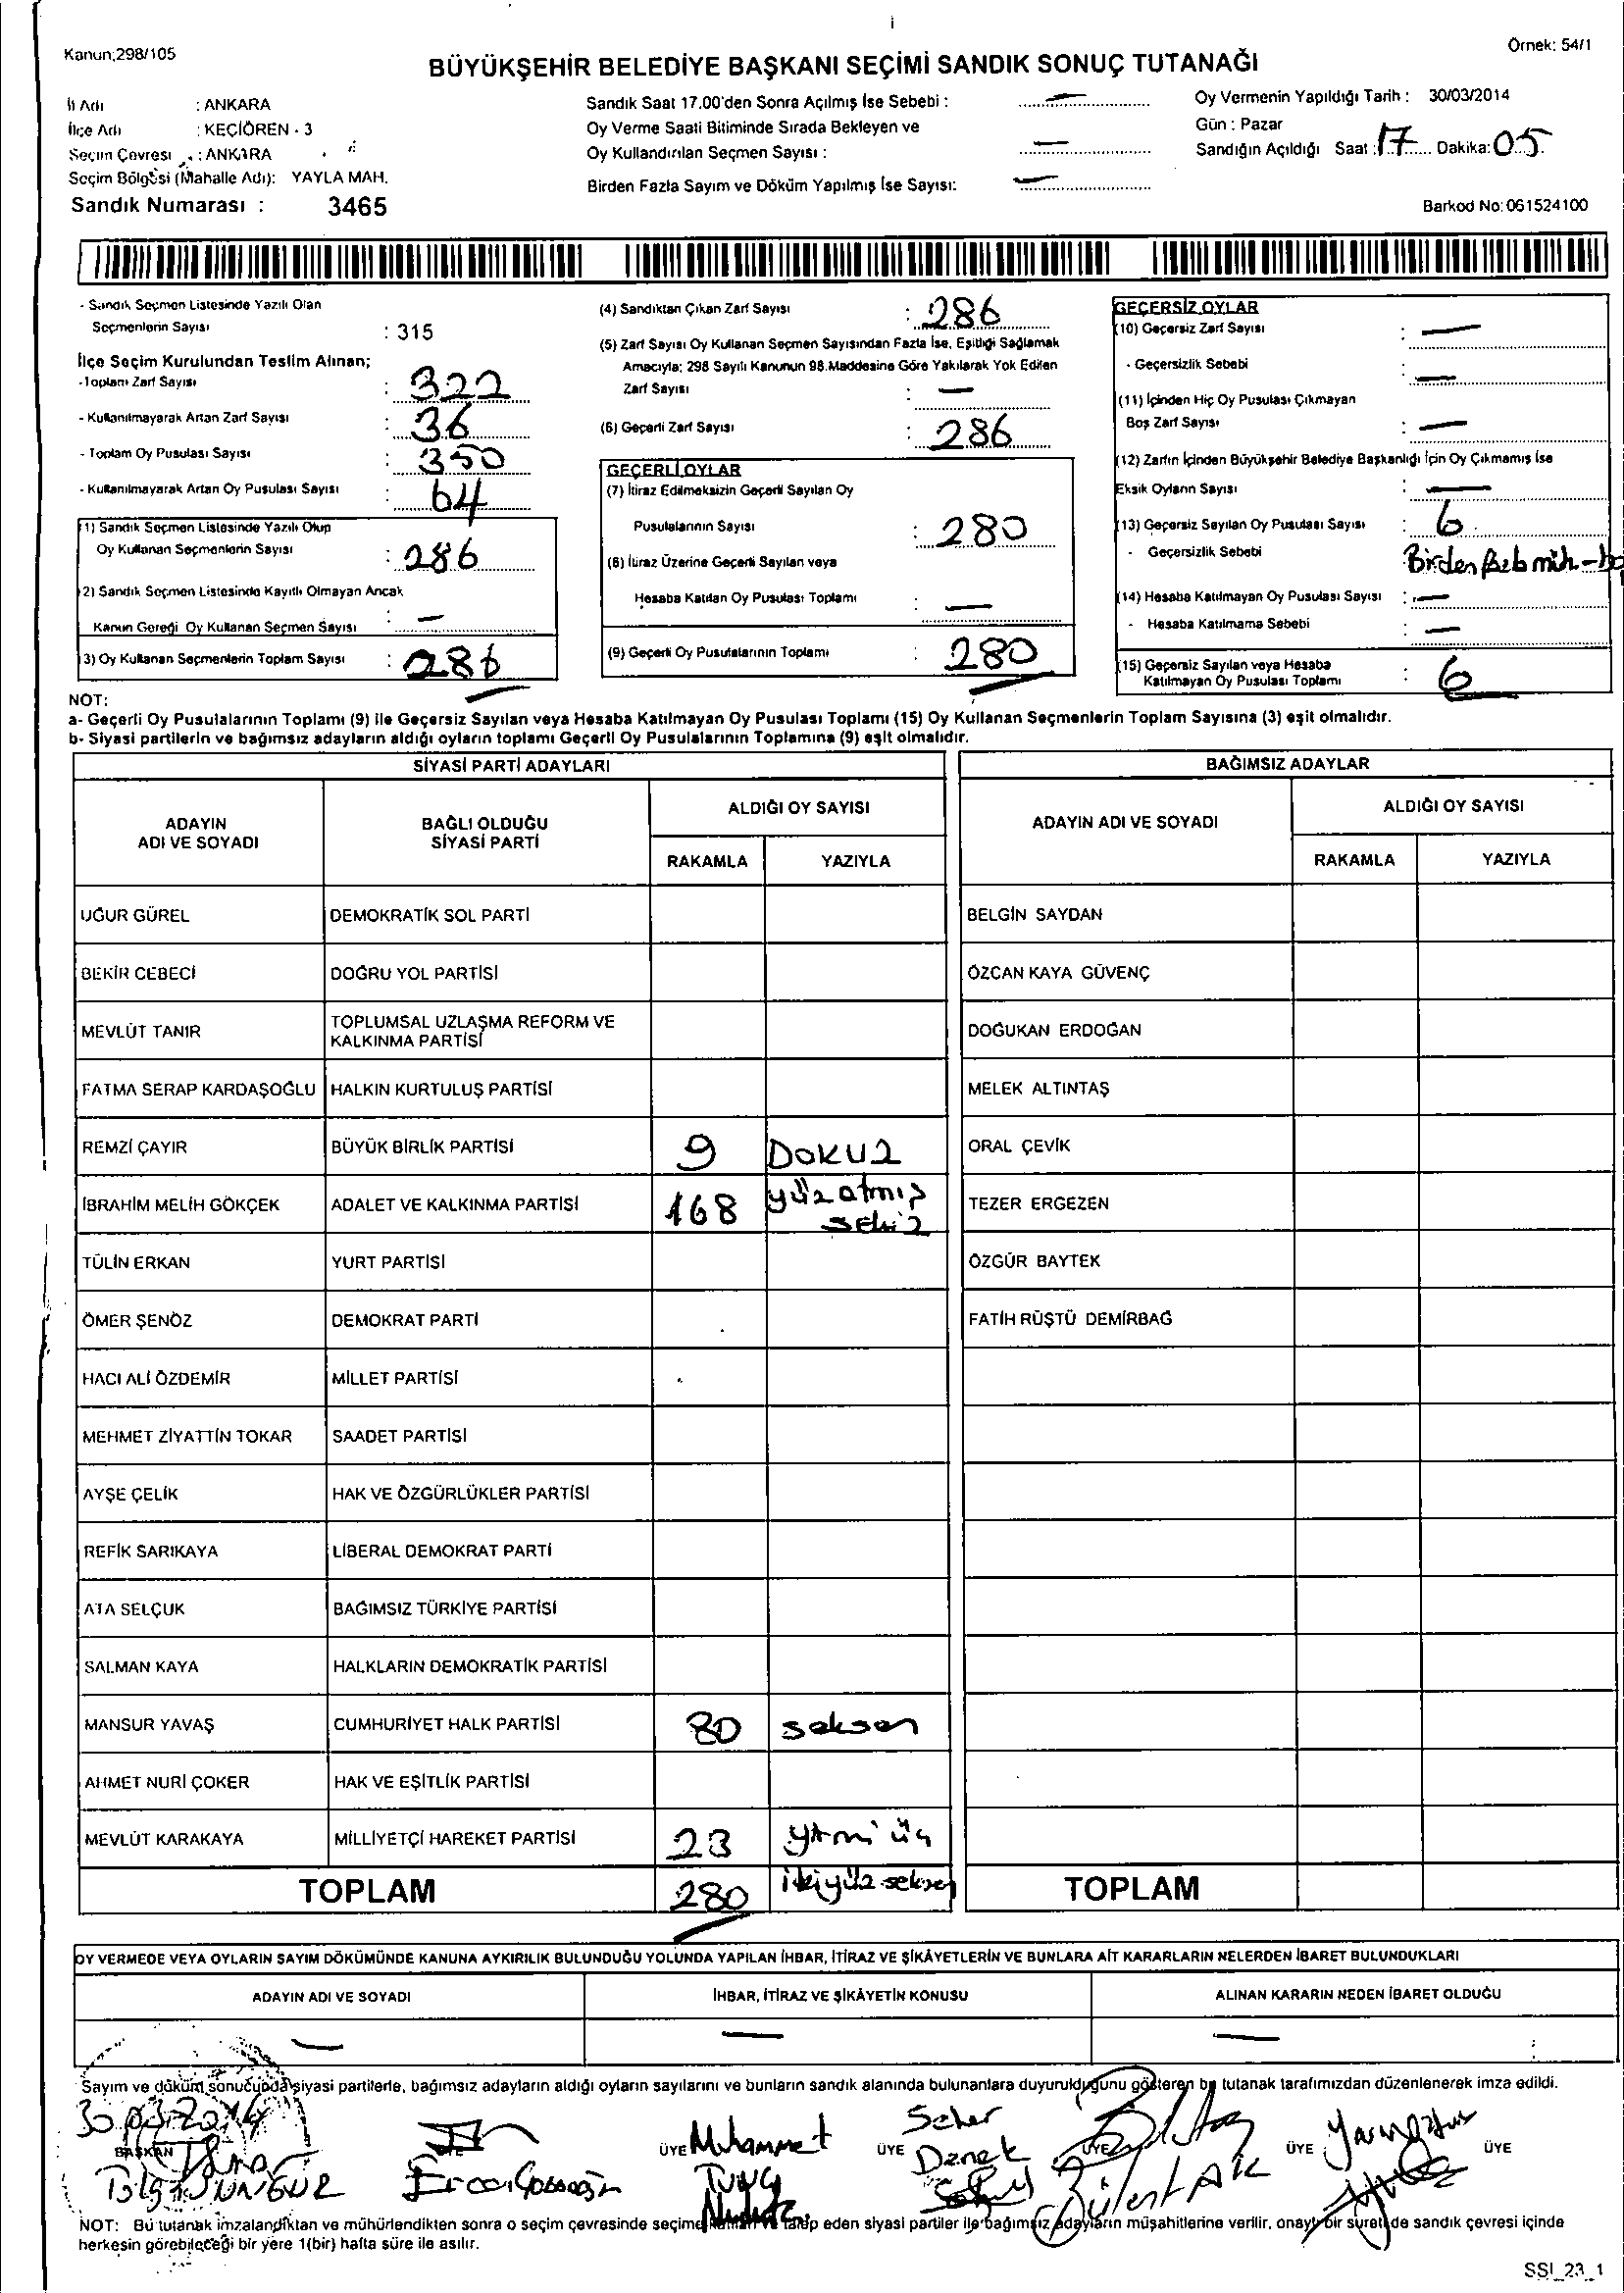 Kanun;298/105
Örnek: 54/1
BÜYÜKŞEHİR BELEDİYE BAŞKANI SEÇİMİ SANDIK SONUÇ TUTANAĞI
İl Adı : ANKARA
İlçe Adı : KEÇİÖREN - 3
Seçim Çevresi : ANKARA
Seçim Bölgesi (Mahalle Adı): YAYLA MAH.
Sandık Numarası : 3465
Sandık Saat 17.00'den Sonra Açılmış İse Sebebi : —
Oy Verme Saati Bitiminde Sırada Bekleyen ve
Oy Kullandırılan Seçmen Sayısı : —
Birden Fazla Sayım ve Döküm Yapılmış İse Sayısı: —
Oy Vermenin Yapıldığı Tarih : 30/03/2014
Gün : Pazar
Sandığın Açıldığı Saat : 17 Dakika: 05
Barkod No: 061524100
- Sandık Seçmen Listesinde Yazılı Olan
Seçmenlerin Sayısı : 315
İlçe Seçim Kurulundan Teslim Alınan;
-Toplam Zarf Sayısı : 322
- Kullanılmayarak Artan Zarf Sayısı : 36
- Toplam Oy Pusulası Sayısı : 350
- Kullanılmayarak Artan Oy Pusulası Sayısı : 64
1) Sandık Seçmen Listesinde Yazılı Olup
Oy Kullanan Seçmenlerin Sayısı : 286
2) Sandık Seçmen Listesinde Kayıtlı Olmayan Ancak
Kanun Gereği Oy Kullanan Seçmen Sayısı : —
3) Oy Kullanan Seçmenlerin Toplam Sayısı : 286
(4) Sandıktan Çıkan Zarf Sayısı : 286
(5) Zarf Sayısı Oy Kullanan Seçmen Sayısından Fazla İse, Eşitliği Sağlamak
Amacıyla; 298 Sayılı Kanunun 98.Maddesine Göre Yakılarak Yok Edilen
Zarf Sayısı : —
(6) Geçerli Zarf Sayısı : 286
GEÇERLİ OYLAR
(7) İtiraz Edilmeksizin Geçerli Sayılan Oy
Pusulalarının Sayısı : 280
(8) İtiraz Üzerine Geçerli Sayılan veya
Hesaba Katılan Oy Pusulası Toplamı : —
(9) Geçerli Oy Pusulalarının Toplamı : 280
GEÇERSİZ OYLAR
(10) Geçersiz Zarf Sayısı : —
- Geçersizlik Sebebi : —
(11) İçinden Hiç Oy Pusulası Çıkmayan
Boş Zarf Sayısı : —
(12) Zarfın İçinden Büyükşehir Belediye Başkanlığı İçin Oy Çıkmamış İse
Eksik Oyların Sayısı : —
(13) Geçersiz Sayılan Oy Pusulası Sayısı : 6
- Geçersizlik Sebebi : Birden
(14) Hesaba Katılmayan Oy Pusulası Sayısı : —
- Hesaba Katılmama Sebebi : —
(15) Geçersiz Sayılan veya Hesaba
Katılmayan Oy Pusulası Toplamı : 6
NOT:
a- Geçerli Oy Pusulalarının Toplamı (9) ile Geçersiz Sayılan veya Hesaba Katılmayan Oy Pusulası Toplamı (15) Oy Kullanan Seçmenlerin Toplam Sayısına (3) eşit olmalıdır.
b- Siyasi partilerin ve bağımsız adayların aldığı oyların toplamı Geçerli Oy Pusulalarının Toplamına (9) eşit olmalıdır.
SİYASİ PARTİ ADAYLARI
ADAYIN ADI VE SOYADI
BAĞLI OLDUĞU SİYASİ PARTİ
ALDIĞI OY SAYISI
RAKAMLA YAZIYLA
UĞUR GÜREL DEMOKRATİK SOL PARTİ
BEKİR CEBECİ DOĞRU YOL PARTİSİ
MEVLÜT TANIR TOPLUMSAL UZLAŞMA REFORM VE KALKINMA PARTİSİ
FATMA SERAP KARDAŞOĞLU HALKIN KURTULUŞ PARTİSİ
REMZİ ÇAYIR BÜYÜK BİRLİK PARTİSİ 9 DOKUZ
İBRAHİM MELİH GÖKÇEK ADALET VE KALKINMA PARTİSİ 168 yüz atmış sekiz
TÜLİN ERKAN YURT PARTİSİ
ÖMER ŞENÖZ DEMOKRAT PARTİ
HACI ALİ ÖZDEMİR MİLLET PARTİSİ
MEHMET ZİYATTİN TOKAR SAADET PARTİSİ
AYŞE ÇELİK HAK VE ÖZGÜRLÜKLER PARTİSİ
REFİK SARIKAYA LİBERAL DEMOKRAT PARTİ
ATA SELÇUK BAĞIMSIZ TÜRKİYE PARTİSİ
SALMAN KAYA HALKLARIN DEMOKRATİK PARTİSİ
MANSUR YAVAŞ CUMHURİYET HALK PARTİSİ 80 seksen
AHMET NURİ ÇOKER HAK VE EŞİTLİK PARTİSİ
MEVLÜT KARAKAYA MİLLİYETÇİ HAREKET PARTİSİ 23 yirmi üç
TOPLAM 280 ikiyüz seksen
BAĞIMSIZ ADAYLAR
ADAYIN ADI VE SOYADI
ALDIĞI OY SAYISI
RAKAMLA YAZIYLA
BELGİN SAYDAN
ÖZCAN KAYA GÜVENÇ
DOĞUKAN ERDOĞAN
MELEK ALTINTAŞ
ORAL ÇEVİK
TEZER ERGEZEN
ÖZGÜR BAYTEK
FATİH RÜŞTÜ DEMİRBAĞ
TOPLAM
OY VERMEDE VEYA OYLARIN SAYIM DÖKÜMÜNDE KANUNA AYKIRILIK BULUNDUĞU YOLUNDA YAPILAN İHBAR, İTİRAZ VE ŞİKÂYETLERİN VE BUNLARA AİT KARARLARIN NELERDEN İBARET BULUNDUKLARI
ADAYIN ADI VE SOYADI İHBAR, İTİRAZ VE ŞİKÂYETİN KONUSU ALINAN KARARIN NEDEN İBARET OLDUĞU
— — —
Sayım ve döküm sonucunda siyasi partilerle, bağımsız adayların aldığı oyların sayılarını ve bunların sandık alanında bulunanlara duyurulduğunu gösteren bu tutanak tarafımızdan düzenlenerek imza edildi.
30.03.2014
BAŞKAN
ÜYE Muhammet
TUNÇ
ÜYE Seher
Bülent AK
ÜYE
ÜYE
ÜYE
NOT: Bu tutanak imzalandıktan ve mühürlendikten sonra o seçim çevresinde seçime katılan ve talep eden siyasi partiler ile bağımsız adayların müşahitlerine verilir, onaylı bir sureti de sandık çevresi içinde
herkesin görebileceği bir yere 1(bir) hafta süre ile asılır.
SSI_23_1